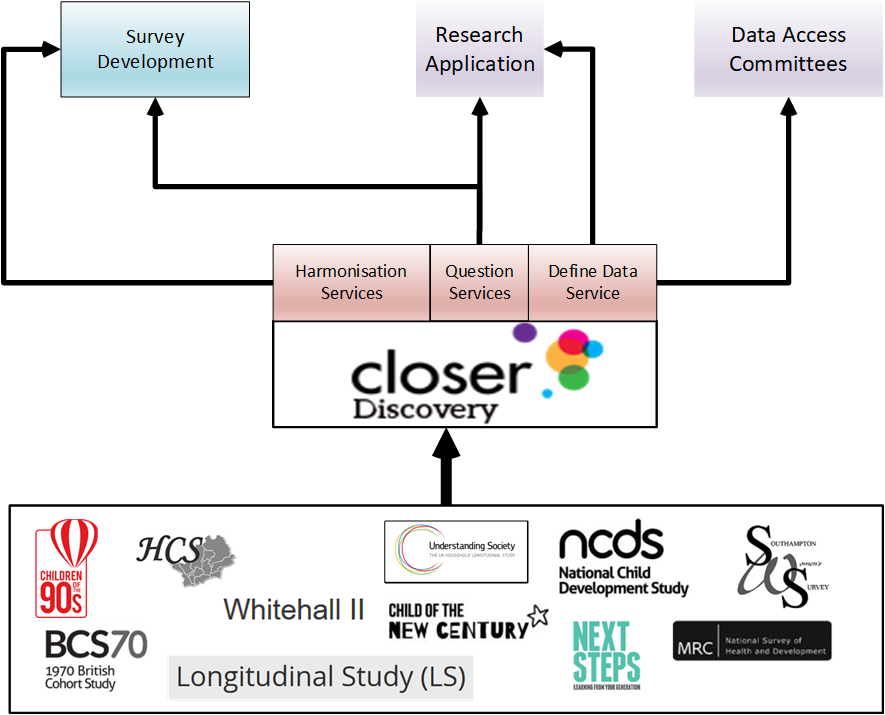 Survey
Development
Research
Application
Data Access
Committees
Harmonisation
Services
Question
Services
Define Data
Service
closer
Discovery
CHILDREN
OF THE
90s
HCS
Understanding Society
THE UK HOUSEHOLD LONGITUDINAL STUDY
ncds
National Child
Development Study
SOUTHAMPTON
Women's
SURVEY
Whitehall II
CHILD OF THE
NEW CENTURY
BCS70
1970 British
Cohort Study
Longitudinal Study (LS)
NEXT
STEPS
LEARNING FROM YOUR GENERATION
MRC
National Survey of
Health and Development